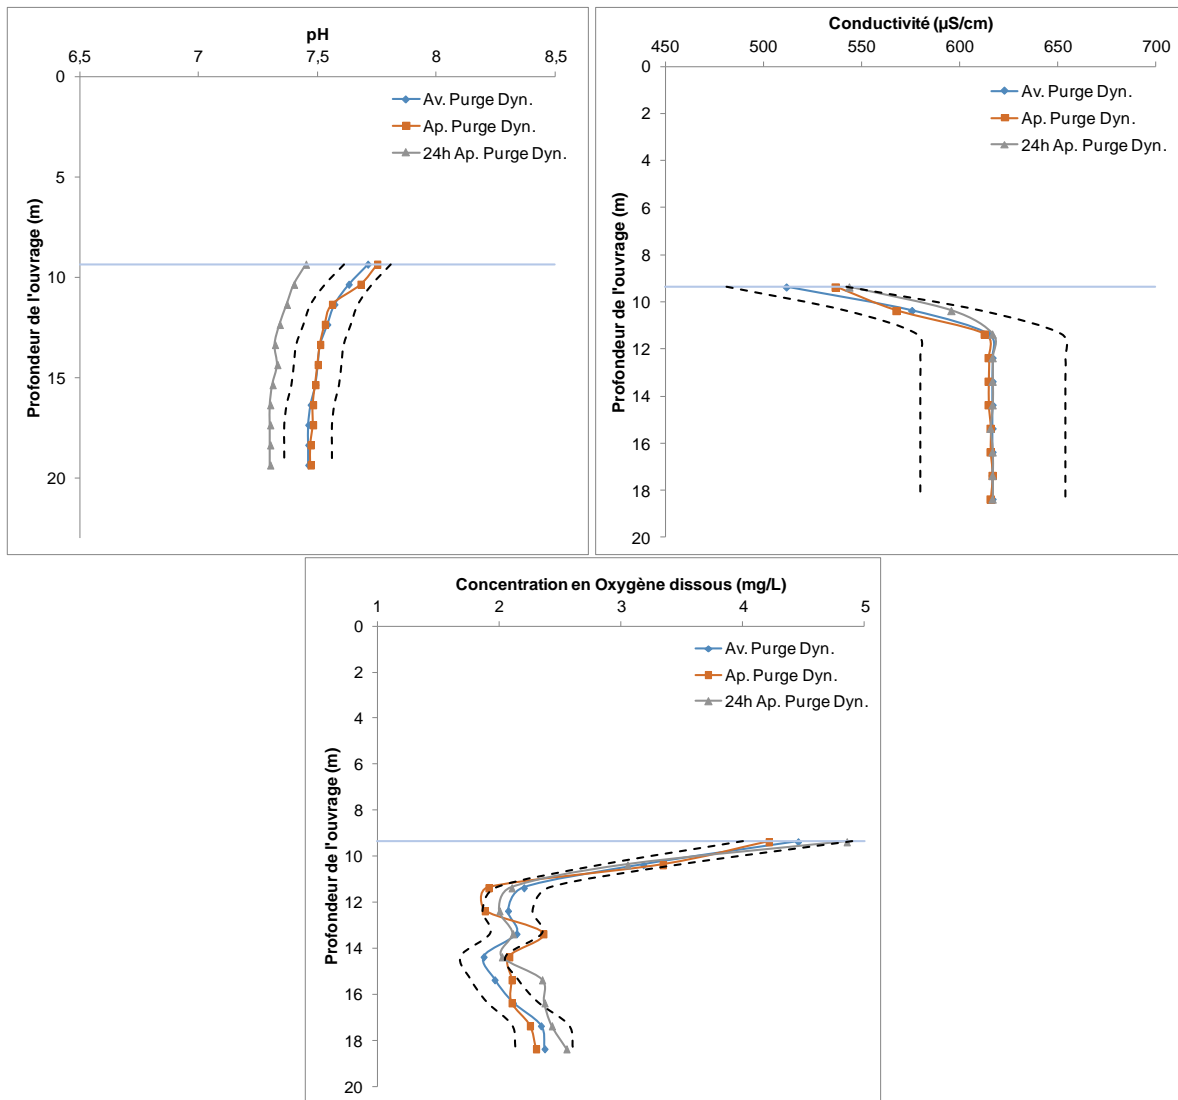 pH
6,5 7 7,5 8 8,5
0
5
10
15
20
Profondeur de l'ouvrage (m)
Av. Purge Dyn.
Ap. Purge Dyn.
24h Ap. Purge Dyn.
Conductivité (µS/cm)
450 500 550 600 650 700
0
2
4
6
8
10
12
14
16
18
20
Profondeur de l'ouvrage (m)
Av. Purge Dyn.
Ap. Purge Dyn.
24h Ap. Purge Dyn.
Concentration en Oxygène dissous (mg/L)
1 2 3 4 5
0
2
4
6
8
10
12
14
16
18
20
Profondeur de l'ouvrage (m)
Av. Purge Dyn.
Ap. Purge Dyn.
24h Ap. Purge Dyn.